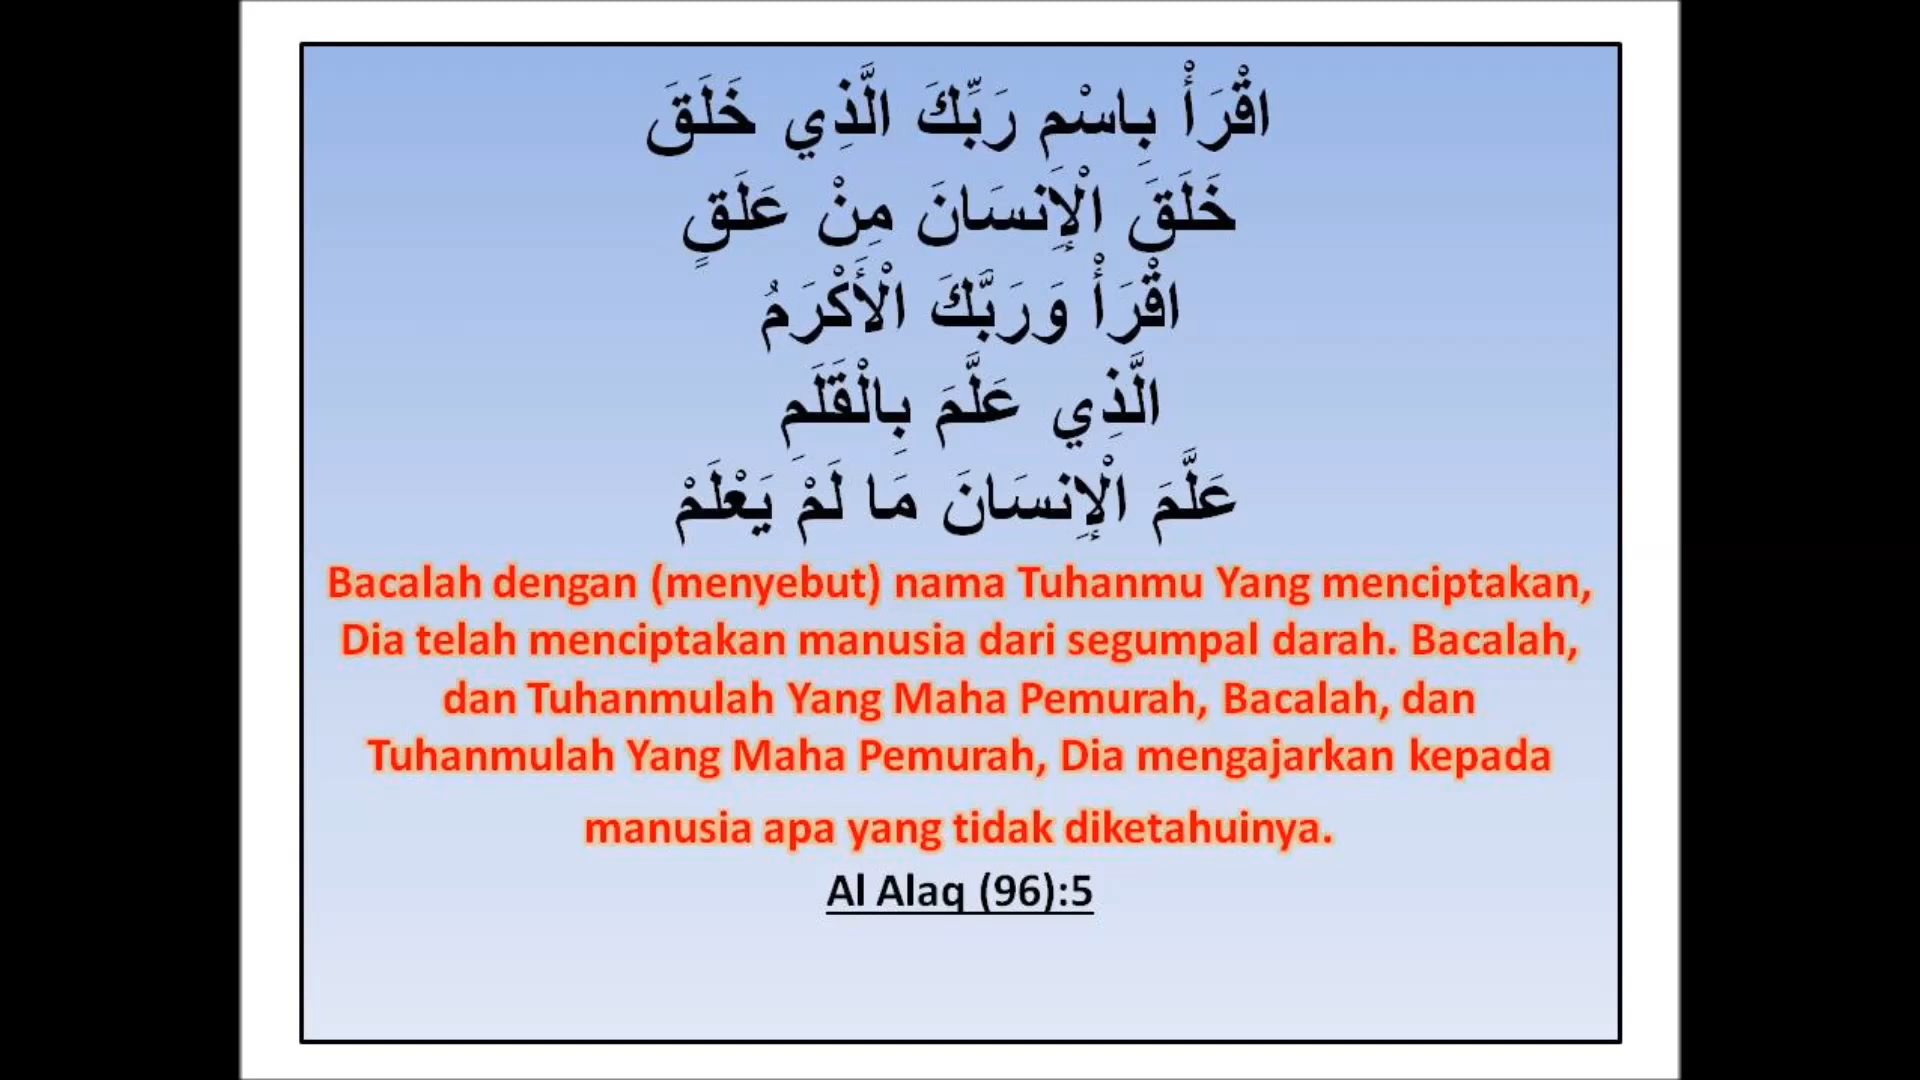 اقْرَأْ بِاسْمِ رَبِّكَ الَّذِي خَلَقَ
خَلَقَ الْإِنسَانَ مِنْ عَلَقٍ
اقْرَأْ وَرَبَّكَ الْأَكْرَمُ
الَّذِي عَلَّمَ بِالْقَلَمِ
عَلَّمَ الْإِنسَانَ مَا لَمْ يَعْلَمْ
Bacalah dengan (menyebut) nama Tuhanmu Yang menciptakan,
Dia telah menciptakan manusia dari segumpal darah. Bacalah,
dan Tuhanmulah Yang Maha Pemurah, Bacalah, dan
Tuhanmulah Yang Maha Pemurah, Dia mengajarkan kepada
manusia apa yang tidak diketahuinya.
Al Alaq (96):5